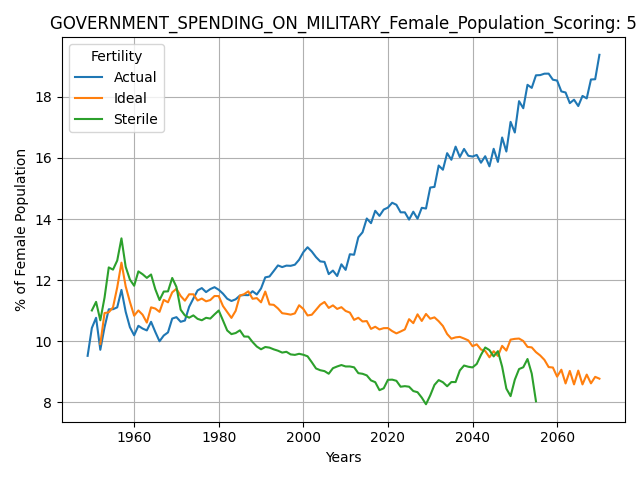 GOVERNMENT_SPENDING_ON_MILITARY_Female_Population_Scoring: 5
Fertility
Actual
Ideal
Sterile
% of Female Population
18
16
14
12
10
8
1960 1980 2000 2020 2040 2060
Years